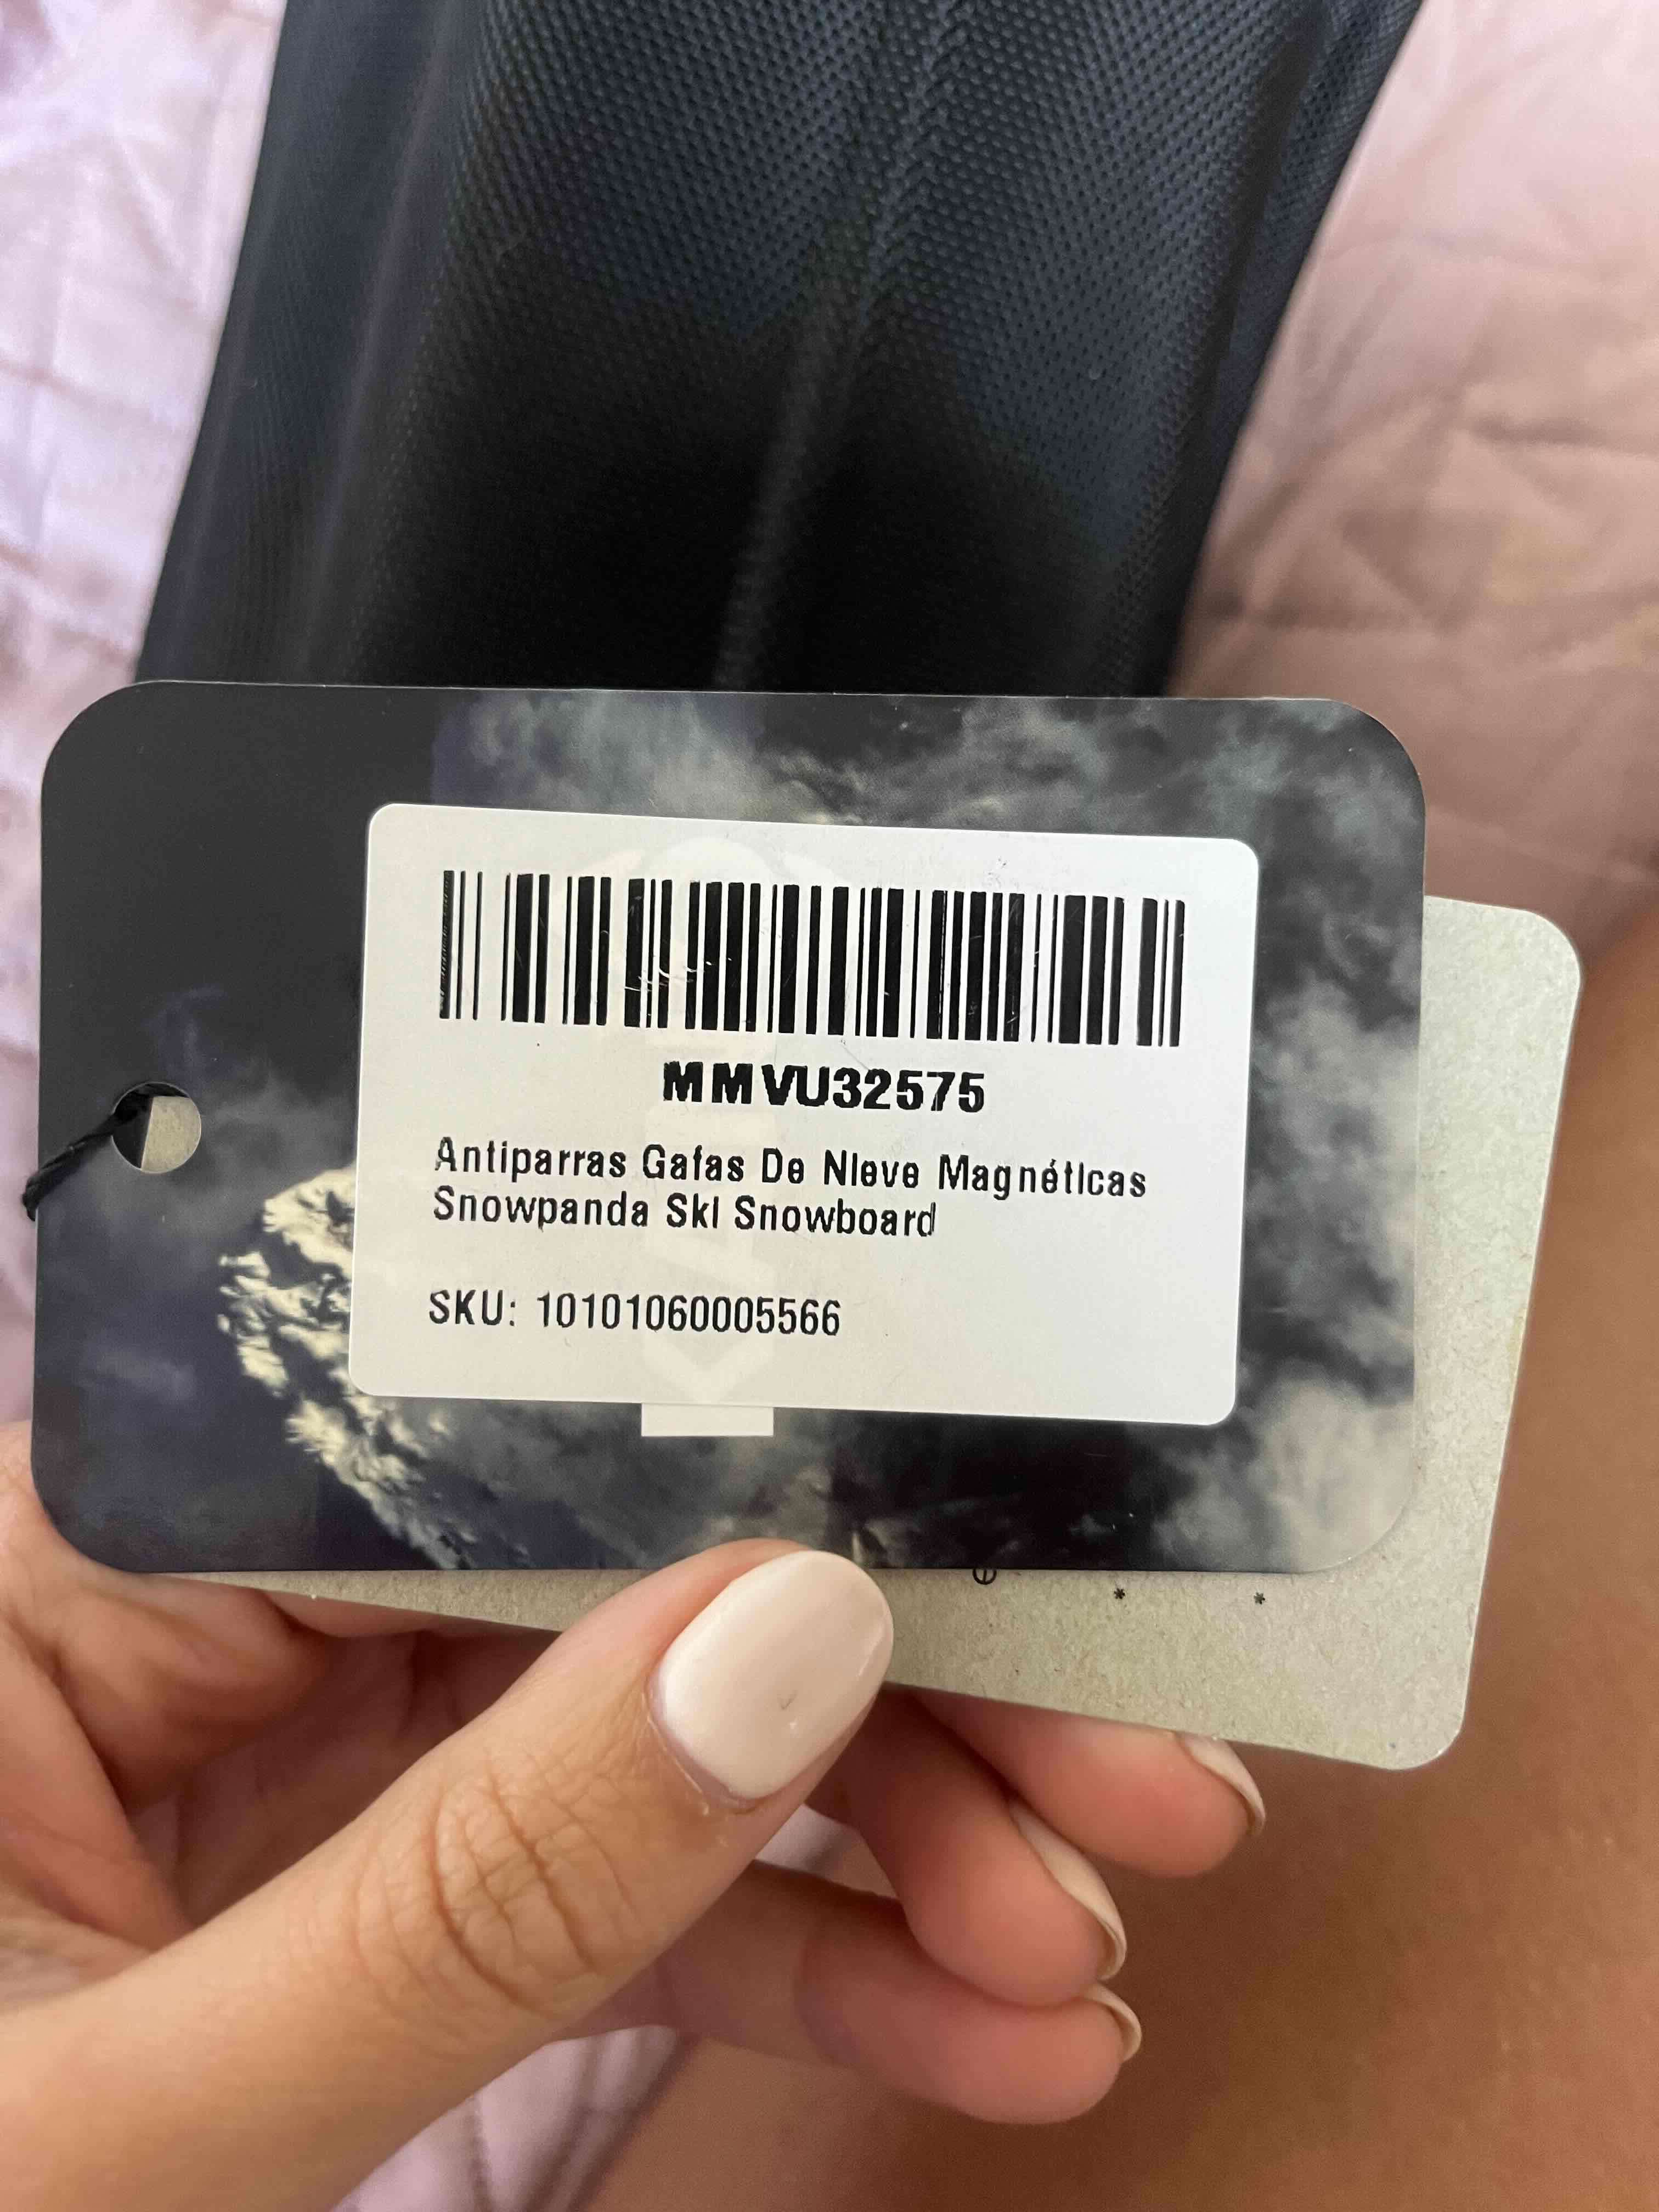 MMVU32575
Antiparras Gafas De Nieve Magnéticas
Snowpanda Ski Snowboard
SKU: 10101060005566
* *